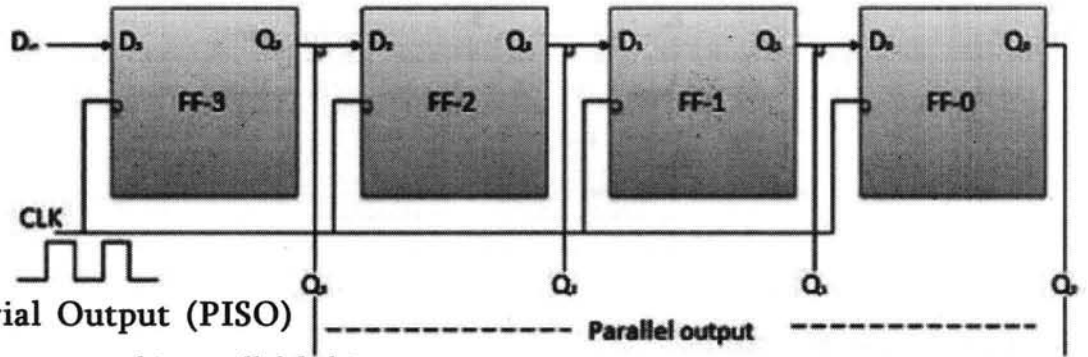 Dᵢₙ D₃ Q₃ D₂ Q₂ D₁ Q₁ D₀ Q₀
FF-3 FF-2 FF-1 FF-0
CLK
Q₃ Q₂ Q₁ Q₀
ial Output (PISO)
Parallel output